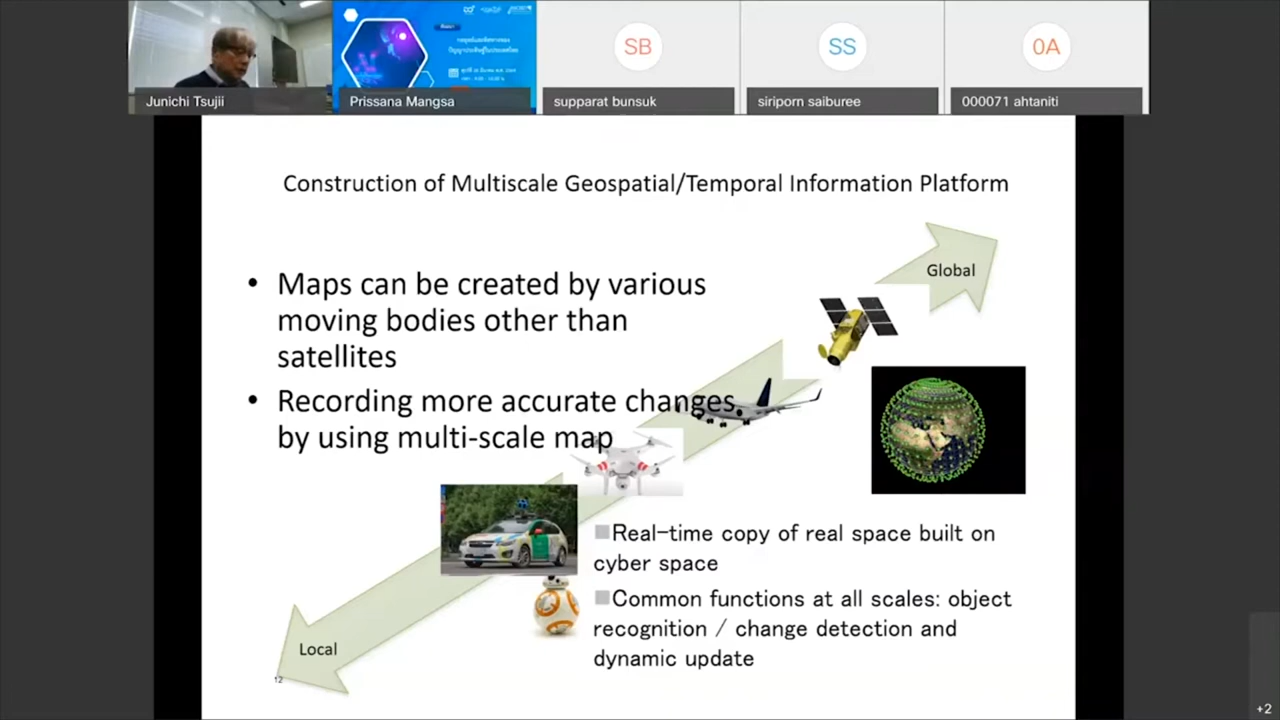 SB
SS
0A
Junichi Tsujii
Prissana Mangsa
supparat bunsuk
siriporn saiburee
000071 ahtaniti
Construction of Multiscale Geospatial/Temporal Information Platform
Global
• Maps can be created by various
moving bodies other than
satellites
• Recording more accurate changes
by using multi-scale map
Real-time copy of real space built on
cyber space
Common functions at all scales: object
recognition / change detection and
dynamic update
Local
12
+2